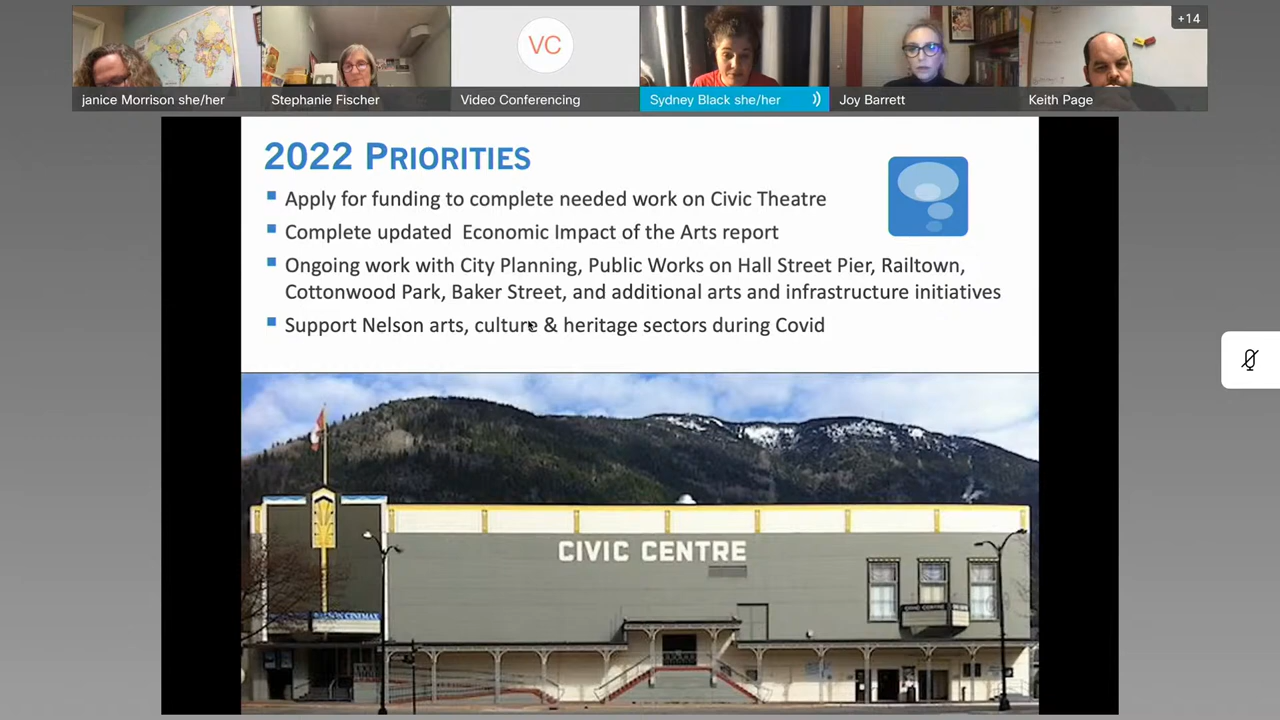 +14
janice Morrison she/her
Stephanie Fischer
VC
Video Conferencing
Sydney Black she/her
Joy Barrett
Keith Page
2022 PRIORITIES
Apply for funding to complete needed work on Civic Theatre
Complete updated Economic Impact of the Arts report
Ongoing work with City Planning, Public Works on Hall Street Pier, Railtown,
Cottonwood Park, Baker Street, and additional arts and infrastructure initiatives
Support Nelson arts, culture & heritage sectors during Covid
CIVIC CENTRE
CIVIC CENTRE